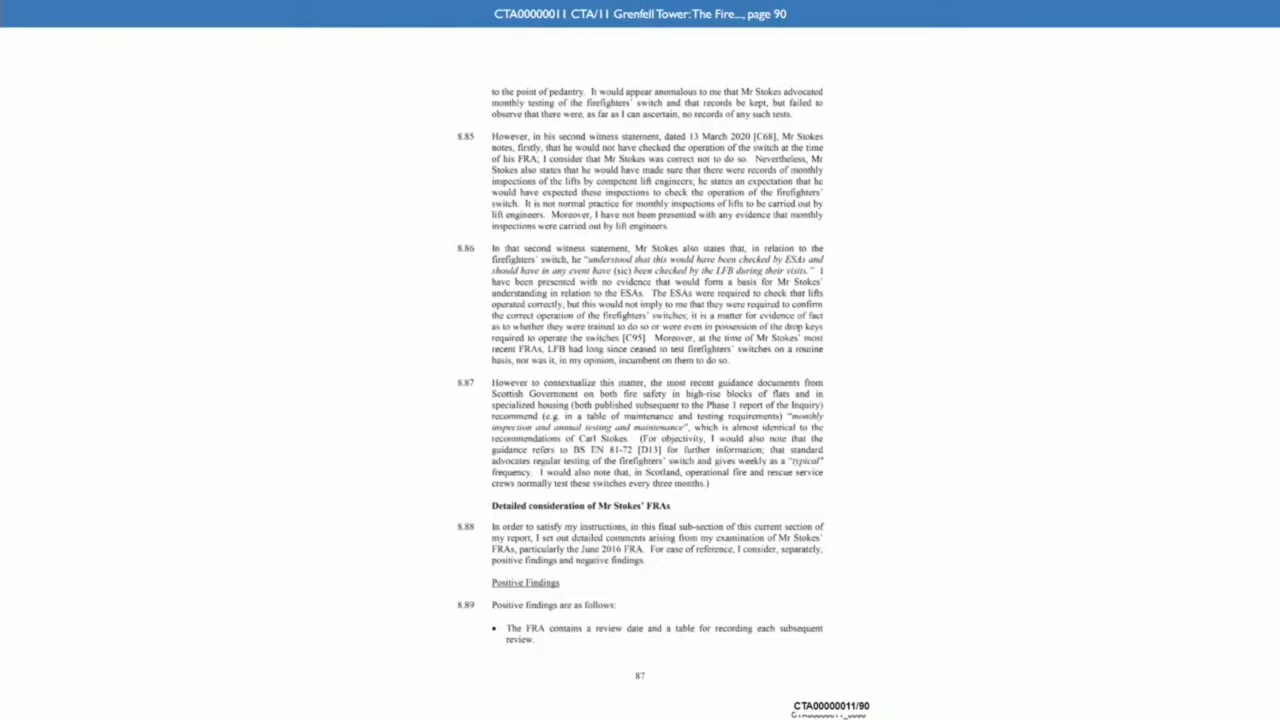 CTA00000011 CTA/11 Grenfell Tower: The Fire..., page 90
to the point of pedantry. It would appear anomalous to me that Mr Stokes advocated
monthly testing of the firefighters' switch and that records be kept, but failed to
observe that there were, as far as I can ascertain, no records of any such tests.
8.85 However, in his second witness statement, dated 13 March 2020 [C68], Mr Stokes
notes, firstly, that he would not have checked the operation of the switch at the time
of his FRA; I consider that Mr Stokes was correct not to do so. Nevertheless, Mr
Stokes also states that he would have made sure that there were records of monthly
inspections of the lifts by competent lift engineers; he states an expectation that he
would have expected these inspections to check the operation of the firefighters'
switch. It is not normal practice for monthly inspections of lifts to be carried out by
lift engineers. Moreover, I have not been presented with any evidence that monthly
inspections were carried out by lift engineers.
8.86 In that second witness statement, Mr Stokes also states that, in relation to the
firefighters' switch, he "understood that this would have been checked by ESAs and
should have in any event have (sic) been checked by the LFB during their visits." I
have been presented with no evidence that would form a basis for Mr Stokes'
understanding in relation to the ESAs. The ESAs were required to check that lifts
operated correctly, but this would not imply to me that they were required to confirm
the correct operation of the firefighters' switches; it is a matter for evidence of fact
as to whether they were trained to do so or were even in possession of the drop keys
required to operate the switches [C95]. Moreover, at the time of Mr Stokes' most
recent FRAs, LFB had long since ceased to test firefighters' switches on a routine
basis, nor was it, in my opinion, incumbent on them to do so.
8.87 However to contextualize this matter, the most recent guidance documents from
Scottish Government on both fire safety in high-rise blocks of flats and in
specialized housing (both published subsequent to the Phase 1 report of the Inquiry)
recommend (e.g. in a table of maintenance and testing requirements) "monthly
inspection and annual testing and maintenance", which is almost identical to the
recommendations of Carl Stokes. (For objectivity, I would also note that the
guidance refers to BS EN 81-72 [D13] for further information; that standard
advocates regular testing of the firefighters' switch and gives weekly as a "typical"
frequency. I would also note that, in Scotland, operational fire and rescue service
crews normally test these switches every three months.)
Detailed consideration of Mr Stokes' FRAs
8.88 In order to satisfy my instructions, in this final sub-section of this current section of
my report, I set out detailed comments arising from my examination of Mr Stokes'
FRAs, particularly the June 2016 FRA. For ease of reference, I consider, separately,
positive findings and negative findings.
Positive Findings
8.89 Positive findings are as follows:
• The FRA contains a review date and a table for recording each subsequent
review.
87
CTA00000011/90